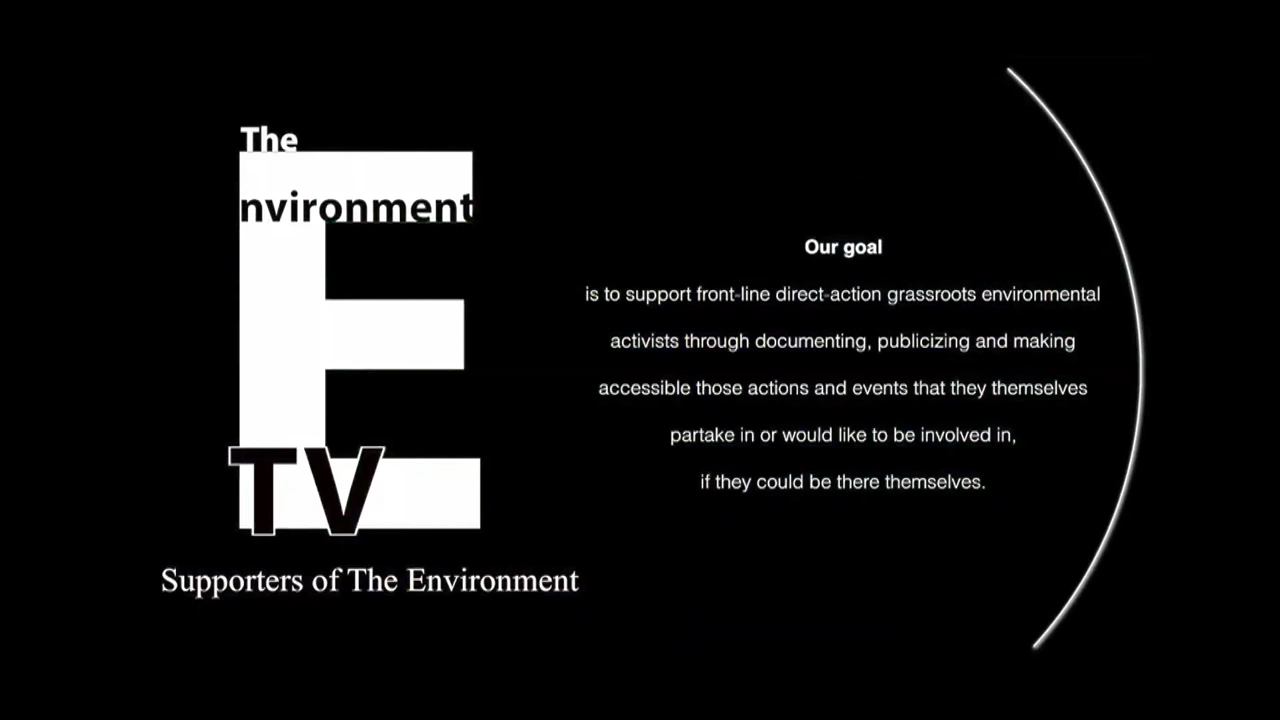 The
nvironment
TV
Supporters of The Environment
Our goal
is to support front-line direct-action grassroots environmental
activists through documenting, publicizing and making
accessible those actions and events that they themselves
partake in or would like to be involved in,
if they could be there themselves.